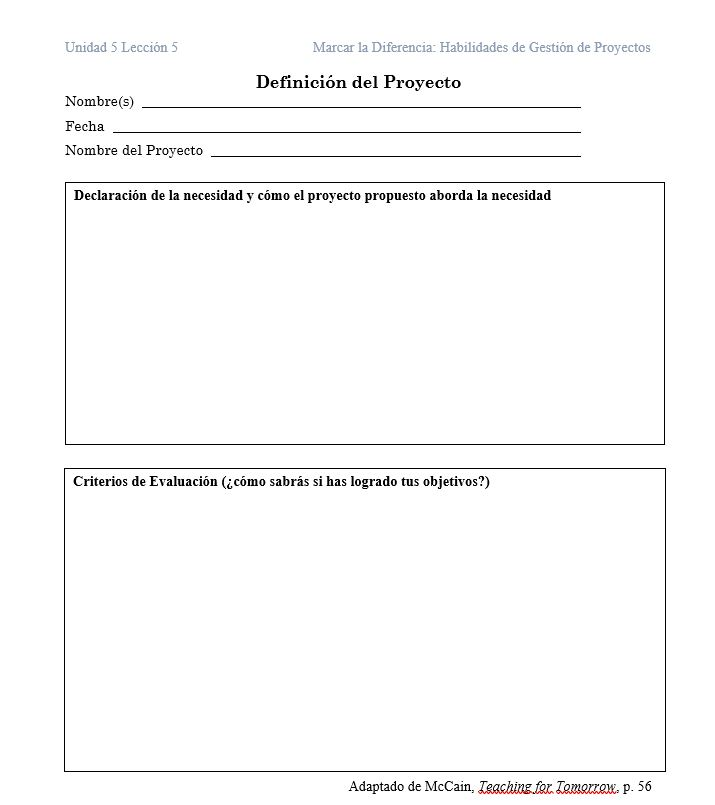 Unidad 5 Lección 5 Marcar la Diferencia: Habilidades de Gestión de Proyectos
Definición del Proyecto
Nombre(s)
Fecha
Nombre del Proyecto
Declaración de la necesidad y cómo el proyecto propuesto aborda la necesidad
Criterios de Evaluación (¿cómo sabrás si has logrado tus objetivos?)
Adaptado de McCain, Teaching for Tomorrow, p. 56